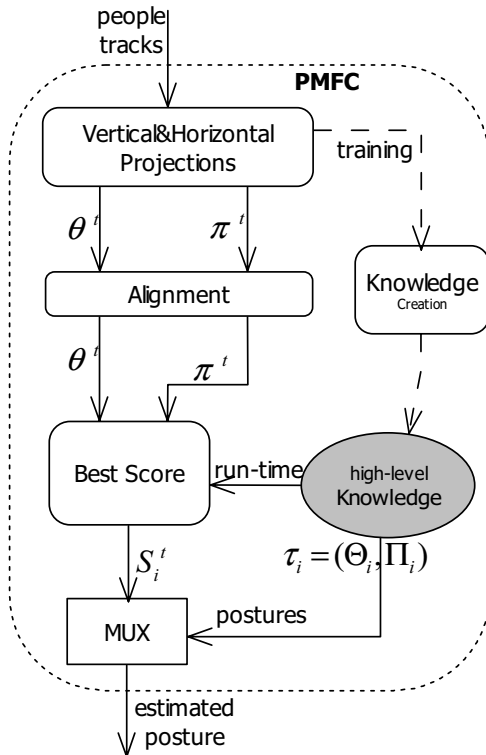 people
tracks
PMFC
Vertical&Horizontal
Projections
training
θ^t
π^t
Knowledge
Creation
Alignment
θ^t
π^t
Best Score
run-time
high-level
Knowledge
S_i^t
τ_i=(Θ_i,Π_i)
MUX
postures
estimated
posture